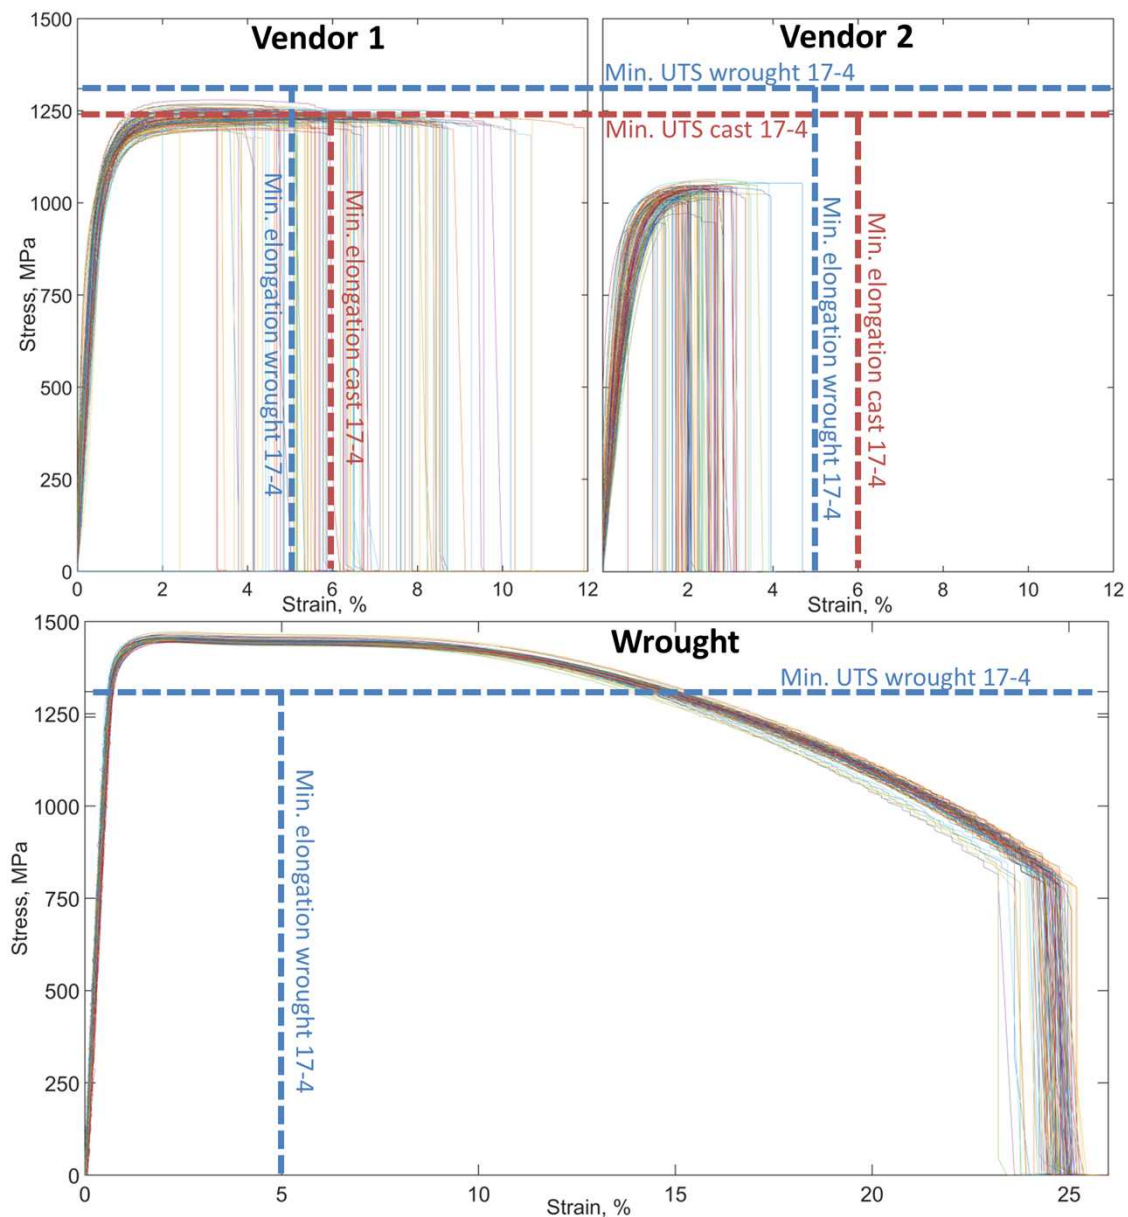 Vendor 1
Vendor 2
1500
1250
1000
750
500
250
0
Stress, MPa
0
2
4
6
8
10
12
Strain, %
Min. UTS wrought 17-4
Min. UTS cast 17-4
Min. elongation wrought 17-4
Min. elongation cast 17-4
Min. elongation wrought 17-4
Min. elongation cast 17-4
2
4
6
8
10
12
Strain, %
Wrought
Min. UTS wrought 17-4
Min. elongation wrought 17-4
1500
1250
1000
750
500
250
0
Stress, MPa
0
5
10
15
20
25
Strain, %